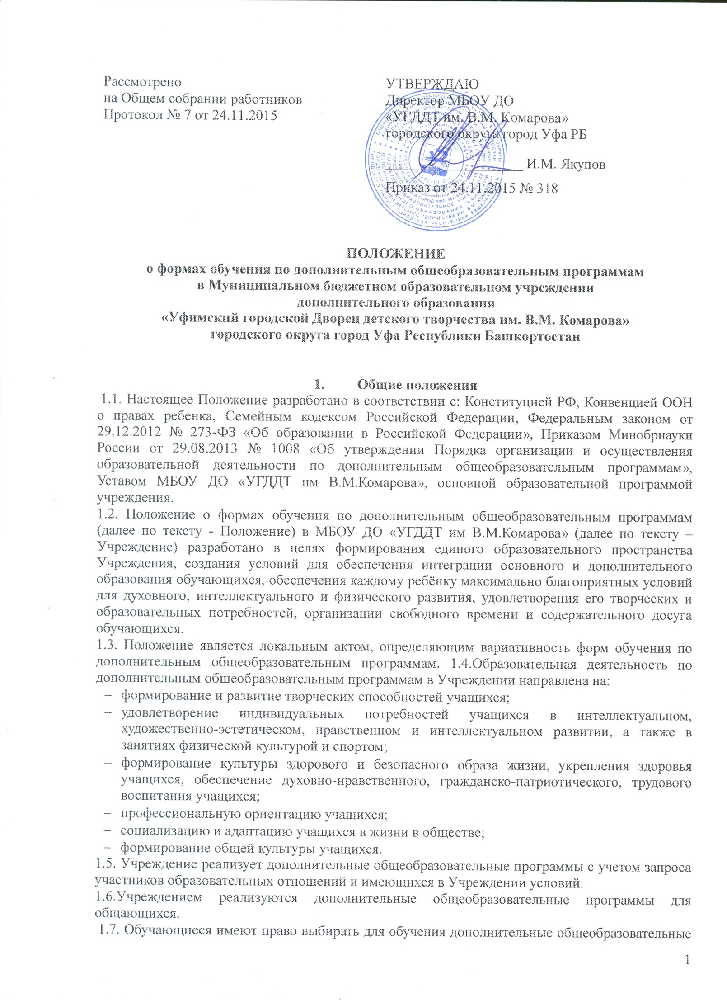 Рассмотрено
на Общем собрании работников
Протокол № 7 от 24.11.2015
УТВЕРЖДАЮ
Директор МБОУ ДО
«УГДДТ им. В.М. Комарова»
городского округа город Уфа РБ
___________________ И.М. Якупов
Приказ от 24.11.2015 № 318
ПОЛОЖЕНИЕ
о формах обучения по дополнительным общеобразовательным программам
в Муниципальном бюджетном образовательном учреждении
дополнительного образования
«Уфимский городской Дворец детского творчества им. В.М. Комарова»
городского округа город Уфа Республики Башкортостан
1. Общие положения
1.1. Настоящее Положение разработано в соответствии с: Конституцией РФ, Конвенцией ООН
о правах ребенка, Семейным кодексом Российской Федерации, Федеральным законом от
29.12.2012 № 273-ФЗ «Об образовании в Российской Федерации», Приказом Минобрнауки
России от 29.08.2013 № 1008 «Об утверждении Порядка организации и осуществления
образовательной деятельности по дополнительным общеобразовательным программам»,
Уставом МБОУ ДО «УГДДТ им В.М.Комарова», основной образовательной программой
учреждения.
1.2. Положение о формах обучения по дополнительным общеобразовательным программам
(далее по тексту - Положение) в МБОУ ДО «УГДДТ им В.М.Комарова» (далее по тексту –
Учреждение) разработано в целях формирования единого образовательного пространства
Учреждения, создания условий для обеспечения интеграции основного и дополнительного
образования обучающихся, обеспечения каждому ребёнку максимально благоприятных условий
для духовного, интеллектуального и физического развития, удовлетворения его творческих и
образовательных потребностей, организации свободного времени и содержательного досуга
обучающихся.
1.3. Положение является локальным актом, определяющим вариативность форм обучения по
дополнительным общеобразовательным программам. 1.4.Образовательная деятельность по
дополнительным общеобразовательным программам в Учреждении направлена на:
– формирование и развитие творческих способностей учащихся;
– удовлетворение индивидуальных потребностей учащихся в интеллектуальном,
художественно-эстетическом, нравственном и интеллектуальном развитии, а также в
занятиях физической культурой и спортом;
– формирование культуры здорового и безопасного образа жизни, укрепления здоровья
учащихся, обеспечение духовно-нравственного, гражданско-патриотического, трудового
воспитания учащихся;
– профессиональную ориентацию учащихся;
– социализацию и адаптацию учащихся в жизни в обществе;
– формирование общей культуры учащихся.
1.5. Учреждение реализует дополнительные общеобразовательные программы с учетом запроса
участников образовательных отношений и имеющихся в Учреждении условий.
1.6.Учреждением реализуются дополнительные общеобразовательные программы для
общающихся.
1.7. Обучающиеся имеют право выбирать для обучения дополнительные общеобразовательные
1